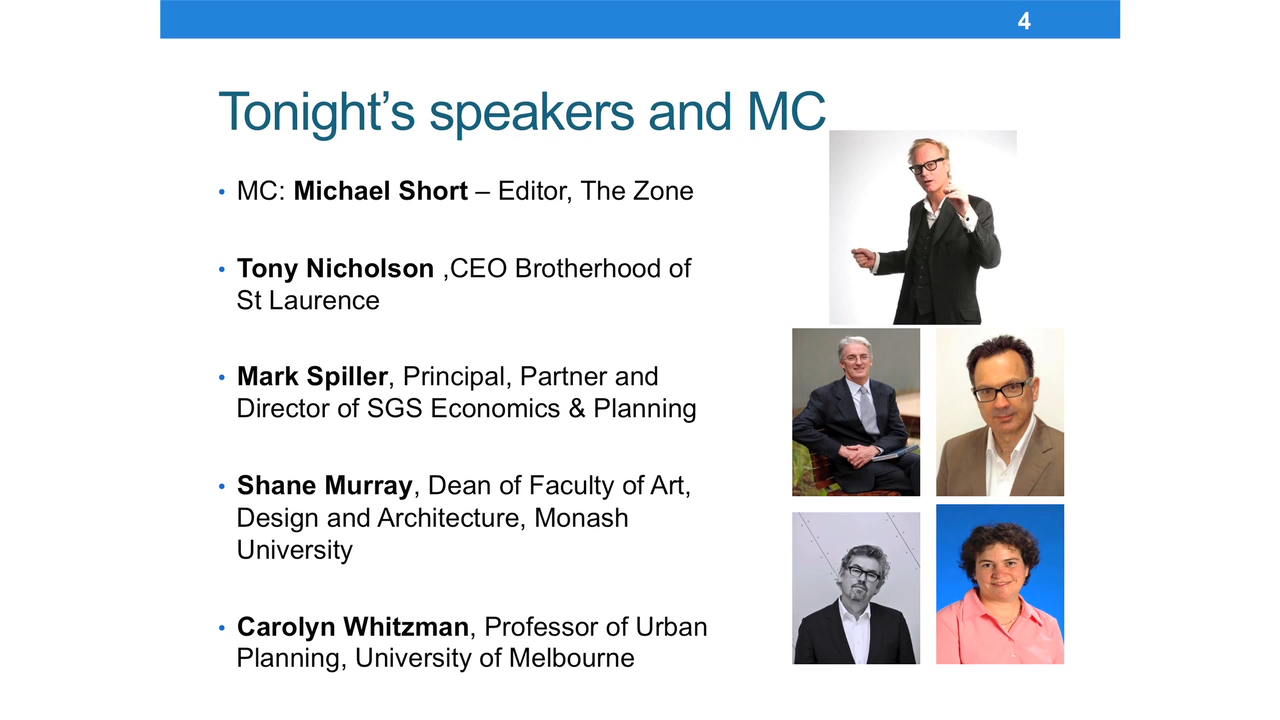 4
Tonight’s speakers and MC
• MC: Michael Short – Editor, The Zone
• Tony Nicholson ,CEO Brotherhood of
St Laurence
• Mark Spiller, Principal, Partner and
Director of SGS Economics & Planning
• Shane Murray, Dean of Faculty of Art,
Design and Architecture, Monash
University
• Carolyn Whitzman, Professor of Urban
Planning, University of Melbourne